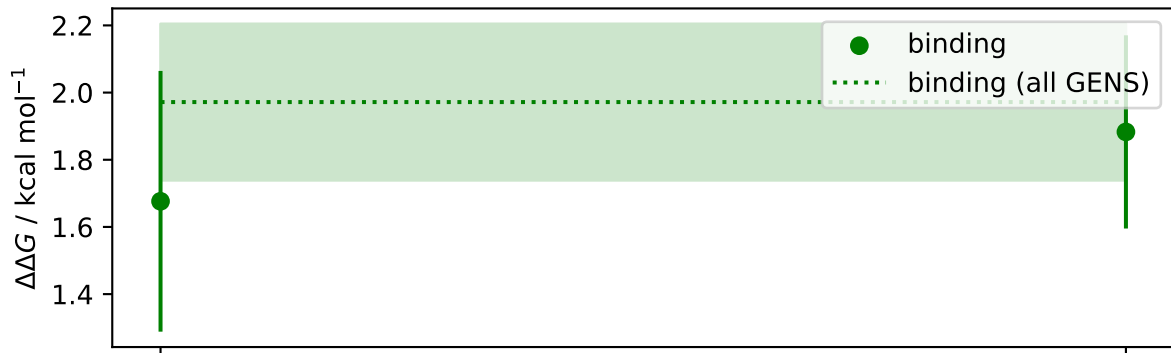 2.2
2.0
1.8
1.6
1.4
ΔΔG / kcal mol⁻¹
binding
binding (all GENS)